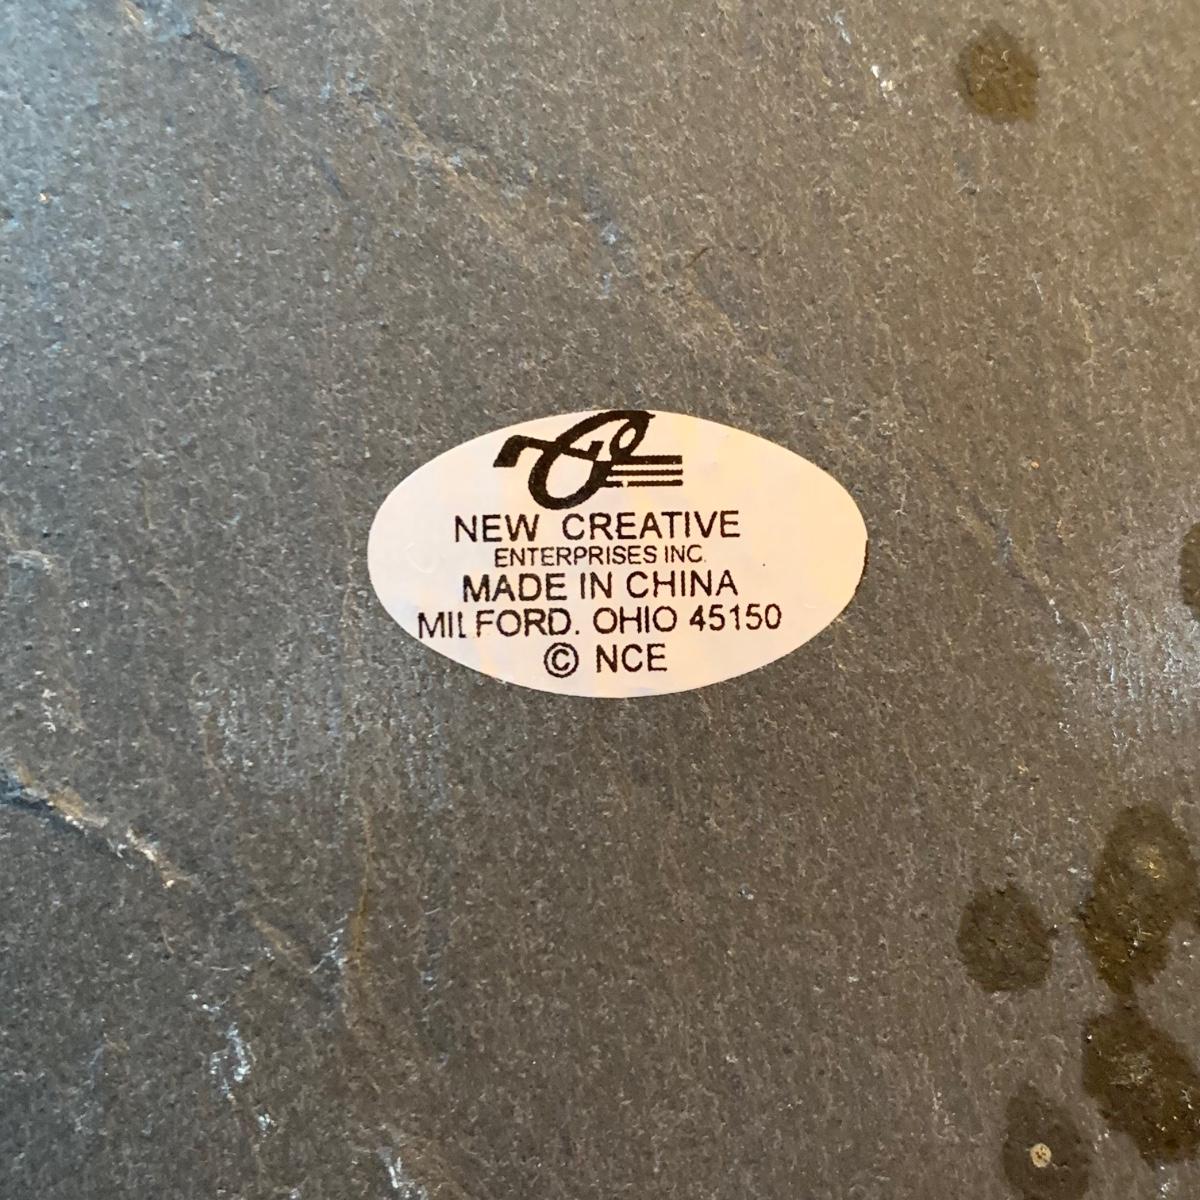 NEW CREATIVE
ENTERPRISES INC.
MADE IN CHINA
MILFORD. OHIO 45150
© NCE